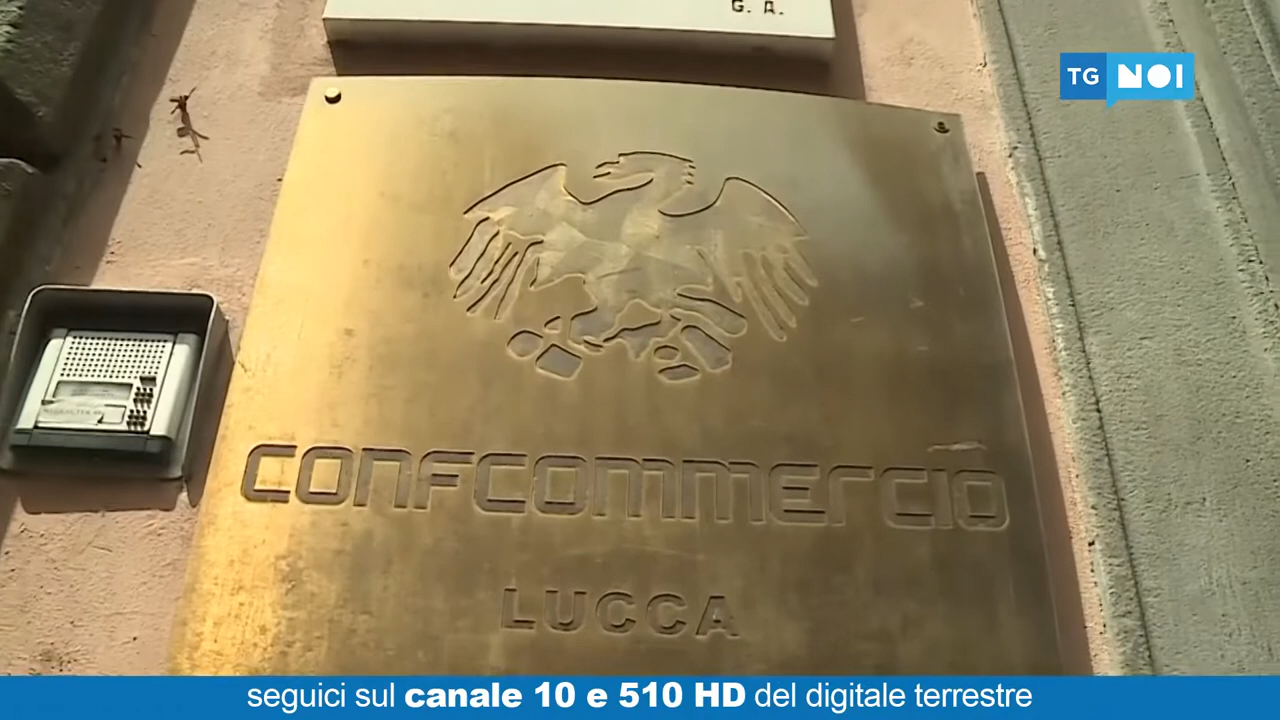 G. A.
TG NOI
CONFCOMMERCIO
LUCCA
seguici sul canale 10 e 510 HD del digitale terrestre